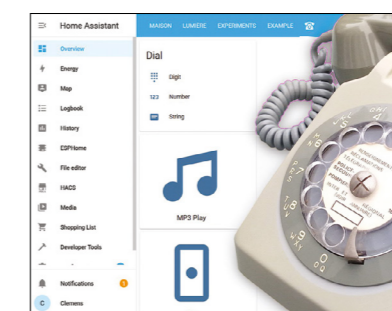 Home Assistant
MAISON LUMIERE EXPERIMENTS EXAMPLE
Overview
Energy
Map
Logbook
History
ESPHome
File editor
HACS
Media
Shopping List
Developer Tools
Notifications 1
C Clemens
Dial
Digit
123 Number
String
MP3 Play